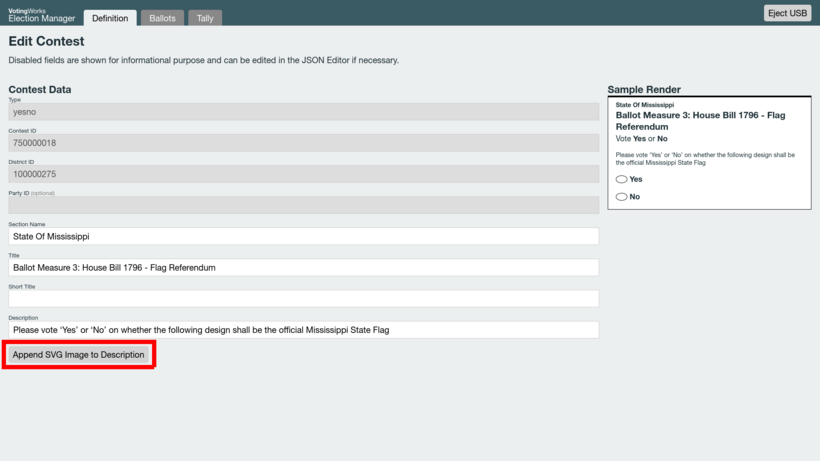 VotingWorks
Election Manager
Definition
Ballots
Tally
Eject USB
Edit Contest
Disabled fields are shown for informational purpose and can be edited in the JSON Editor if necessary.
Contest Data
Type
yesno
Contest ID
750000018
District ID
100000275
Party ID (optional)
Section Name
State Of Mississippi
Title
Ballot Measure 3: House Bill 1796 - Flag Referendum
Short Title
Description
Please vote ‘Yes’ or ‘No’ on whether the following design shall be the official Mississippi State Flag
Append SVG Image to Description
Sample Render
State Of Mississippi
Ballot Measure 3: House Bill 1796 - Flag
Referendum
Vote Yes or No
Please vote ‘Yes’ or ‘No’ on whether the following design shall be
the official Mississippi State Flag
Yes
No